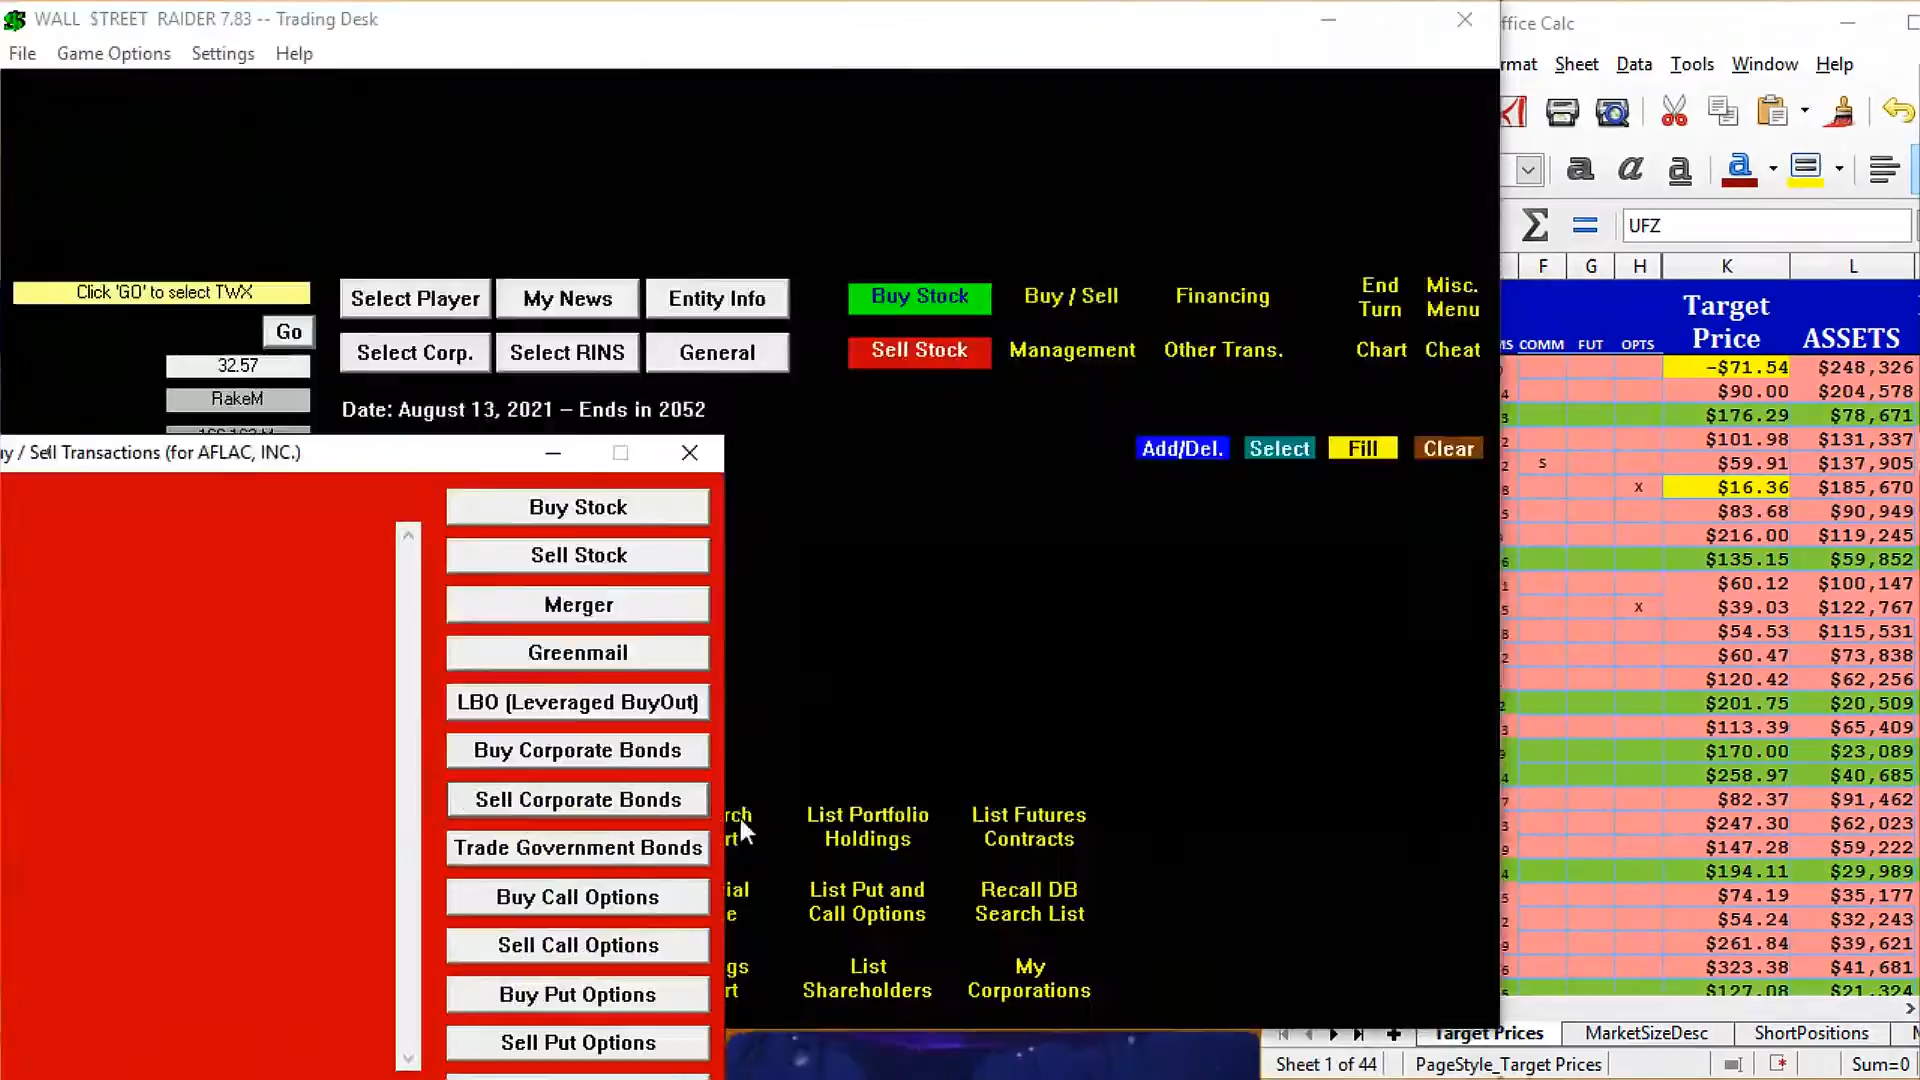 WALL $TREET RAIDER 7.83 -- Trading Desk
File Game Options Settings Help
Click 'GO' to select TWX
Go
32.57
RakeM
Select Player My News Entity Info
Select Corp. Select RINS General
Buy Stock Buy / Sell Financing End Turn Misc. Menu
Sell Stock Management Other Trans. Chart Cheat
Date: August 13, 2021 – Ends in 2052
Add/Del. Select Fill Clear
y / Sell Transactions (for AFLAC, INC.)
Buy Stock
Sell Stock
Merger
Greenmail
LBO (Leveraged BuyOut)
Buy Corporate Bonds
Sell Corporate Bonds
Trade Government Bonds
Buy Call Options
Sell Call Options
Buy Put Options
Sell Put Options
rch List Portfolio List Futures
rt Holdings Contracts
ial List Put and Recall DB
e Call Options Search List
gs List My
rt Shareholders Corporations
ffice Calc
rmat Sheet Data Tools Window Help
UFZ
F G H K L
MS COMM FUT OPTS Target Price ASSETS
-$71.54 $248,326
$90.00 $204,578
$176.29 $78,671
$101.98 $131,337
s $59.91 $137,905
x $16.36 $185,670
$83.68 $90,949
$216.00 $119,245
$135.15 $59,852
$60.12 $100,147
x $39.03 $122,767
$54.53 $115,531
$60.47 $73,838
$120.42 $62,256
$201.75 $20,509
$113.39 $65,409
$170.00 $23,089
$258.97 $40,685
$82.37 $91,462
$247.30 $62,023
$147.28 $59,222
$194.11 $29,989
$74.19 $35,177
$54.24 $32,243
$261.84 $39,621
$323.38 $41,681
$127.08 $21,324
Target Prices MarketSizeDesc ShortPositions
Sheet 1 of 44 PageStyle_Target Prices Sum=0